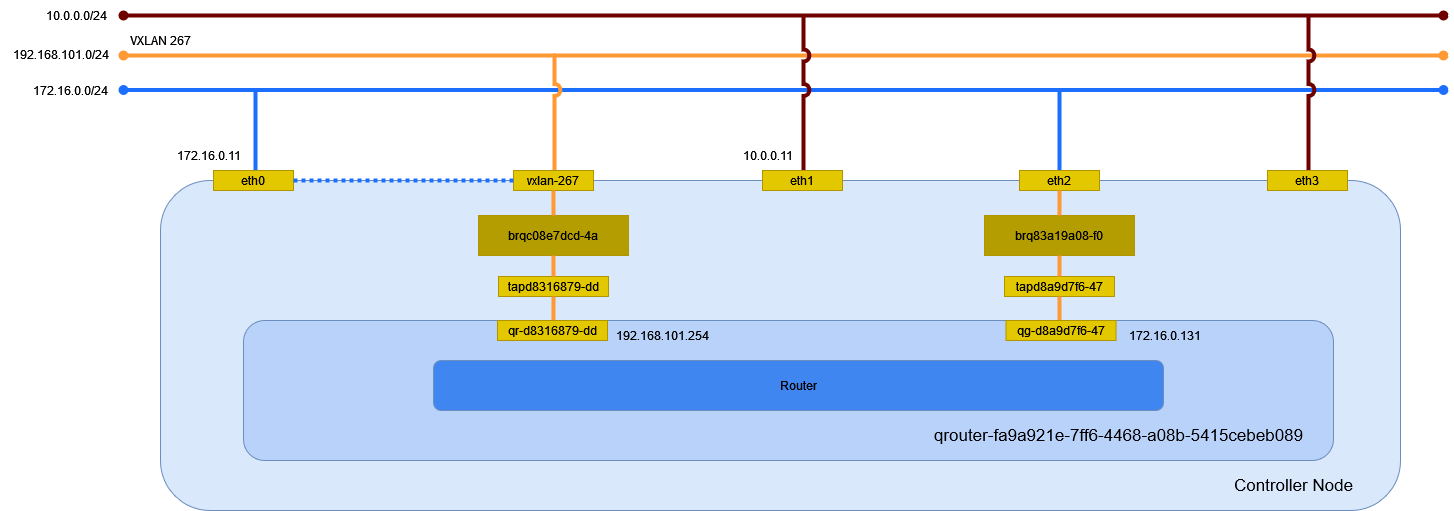 10.0.0.0/24
VXLAN 267
192.168.101.0/24
172.16.0.0/24
172.16.0.11
10.0.0.11
eth0
vxlan-267
eth1
eth2
eth3
brqc08e7dcd-4a
brq83a19a08-f0
tapd8316879-dd
tapd8a9d7f6-47
qr-d8316879-dd
192.168.101.254
qg-d8a9d7f6-47
172.16.0.131
Router
qrouter-fa9a921e-7ff6-4468-a08b-5415cebeb089
Controller Node